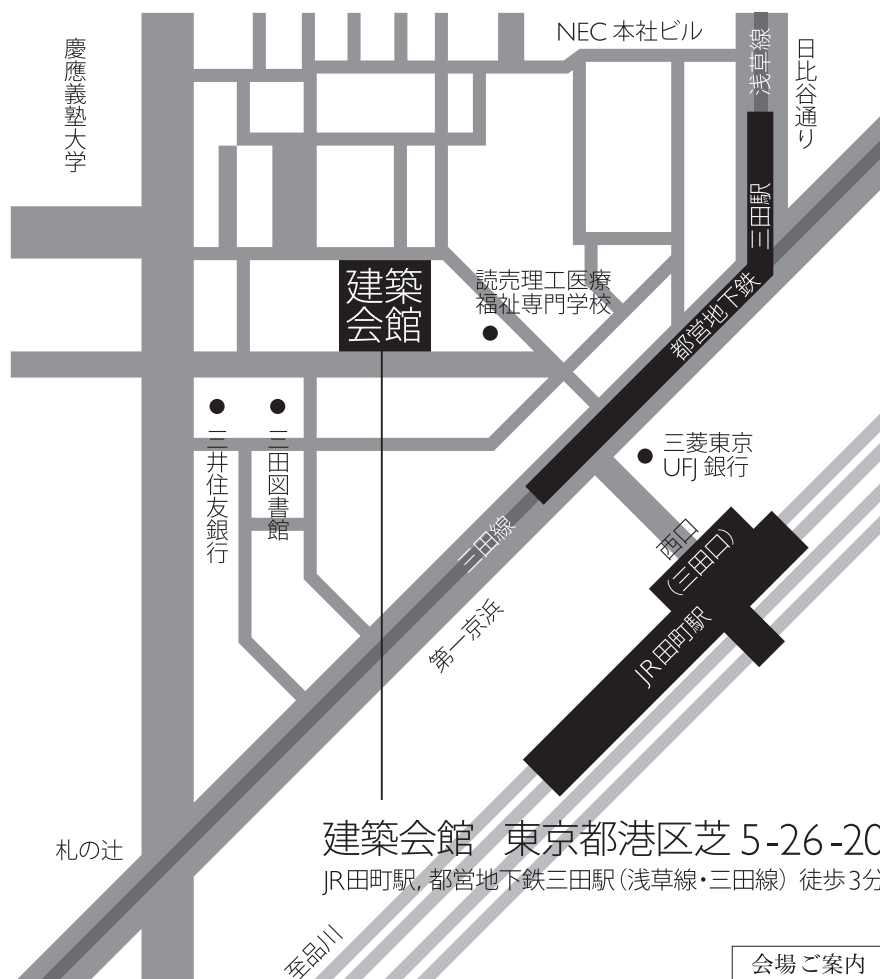 NEC 本社ビル
慶應義塾大学
浅草線
日比谷通り
三田駅
建築
会館
読売理工医療
福祉専門学校
都営地下鉄
三井住友銀行
三田図書館
三菱東京
UFJ 銀行
三田線
西口
(三田口)
第一京浜
JR田町駅
札の辻
建築会館 東京都港区芝 5-26-20
JR田町駅, 都営地下鉄三田駅(浅草線・三田線) 徒歩3分
至品川
会場ご案内